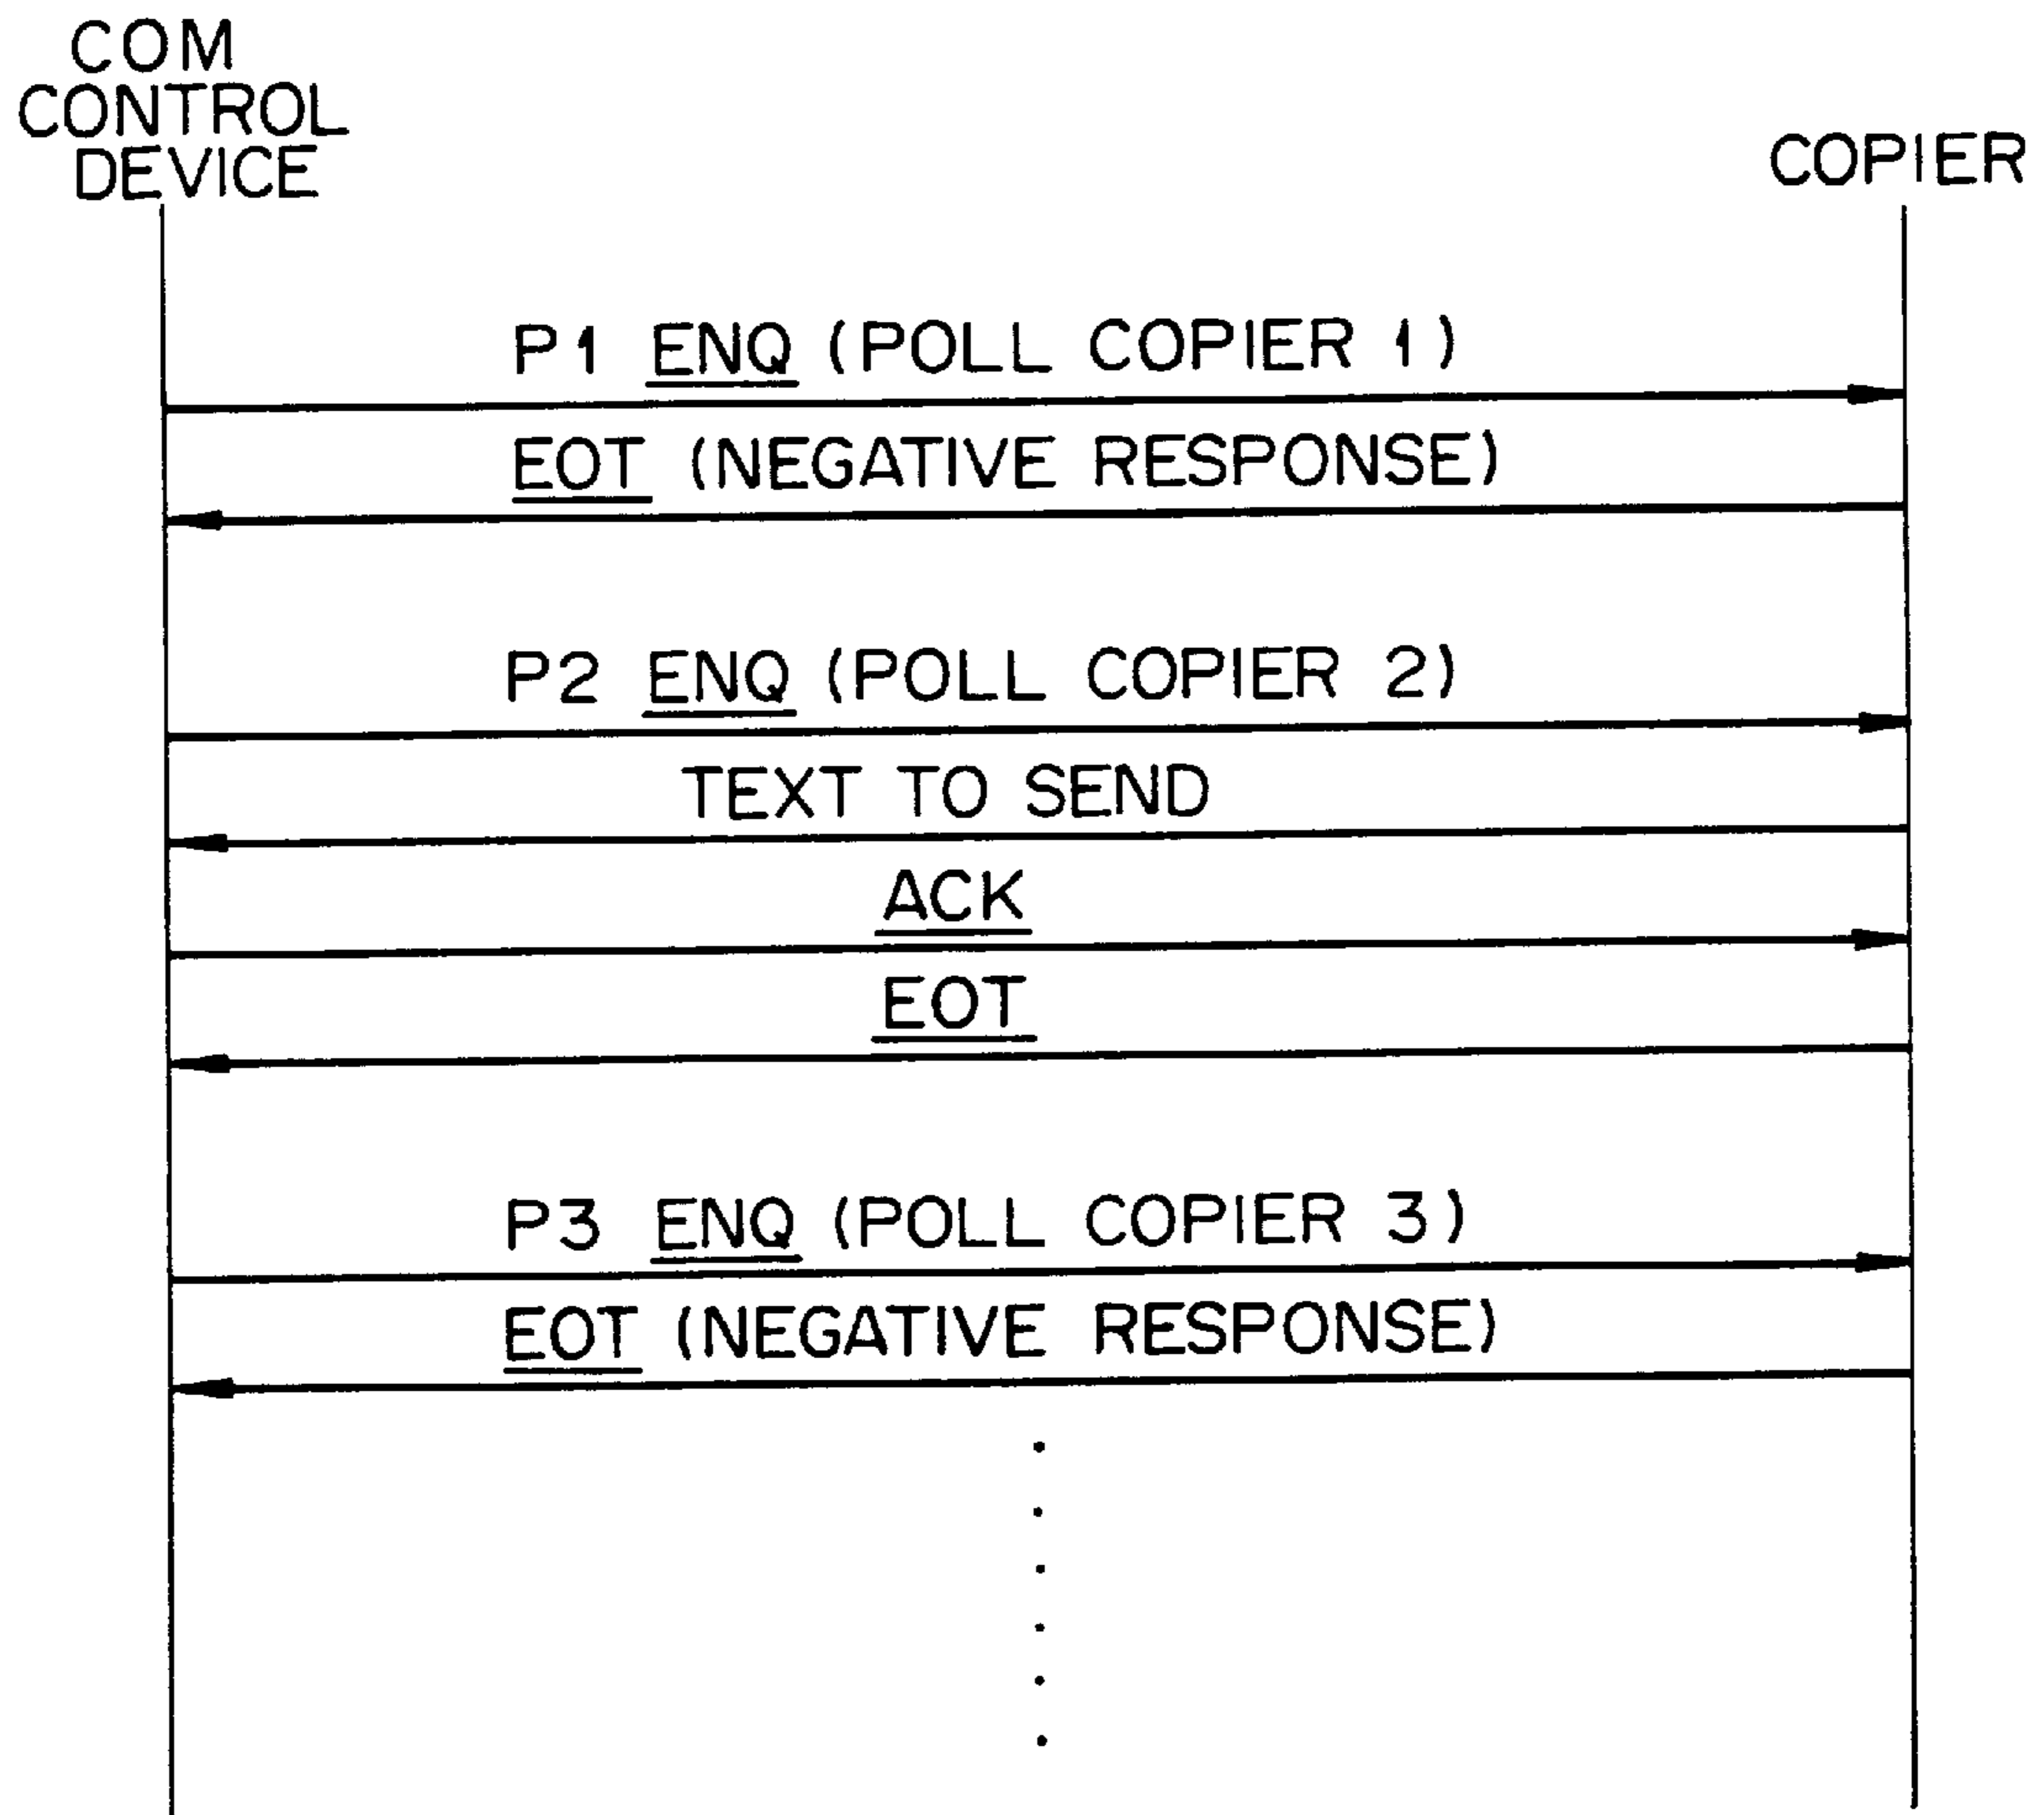 COM
CONTROL
DEVICE
COPIER
P1 ENQ (POLL COPIER 1)
EOT (NEGATIVE RESPONSE)
P2 ENQ (POLL COPIER 2)
TEXT TO SEND
ACK
EOT
P3 ENQ (POLL COPIER 3)
EOT (NEGATIVE RESPONSE)